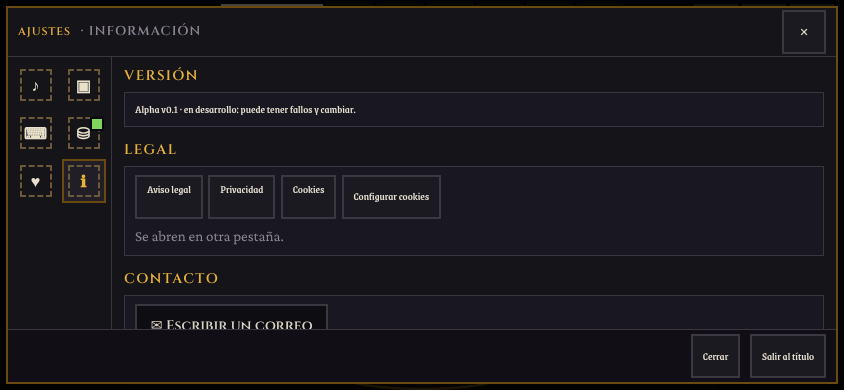 AJUSTES · INFORMACIÓN
×
VERSIÓN
Alpha v0.1 · en desarrollo: puede tener fallos y cambiar.
LEGAL
Aviso legal
Privacidad
Cookies
Configurar cookies
Se abren en otra pestaña.
CONTACTO
✉ Escribir un correo
Cerrar
Salir al título